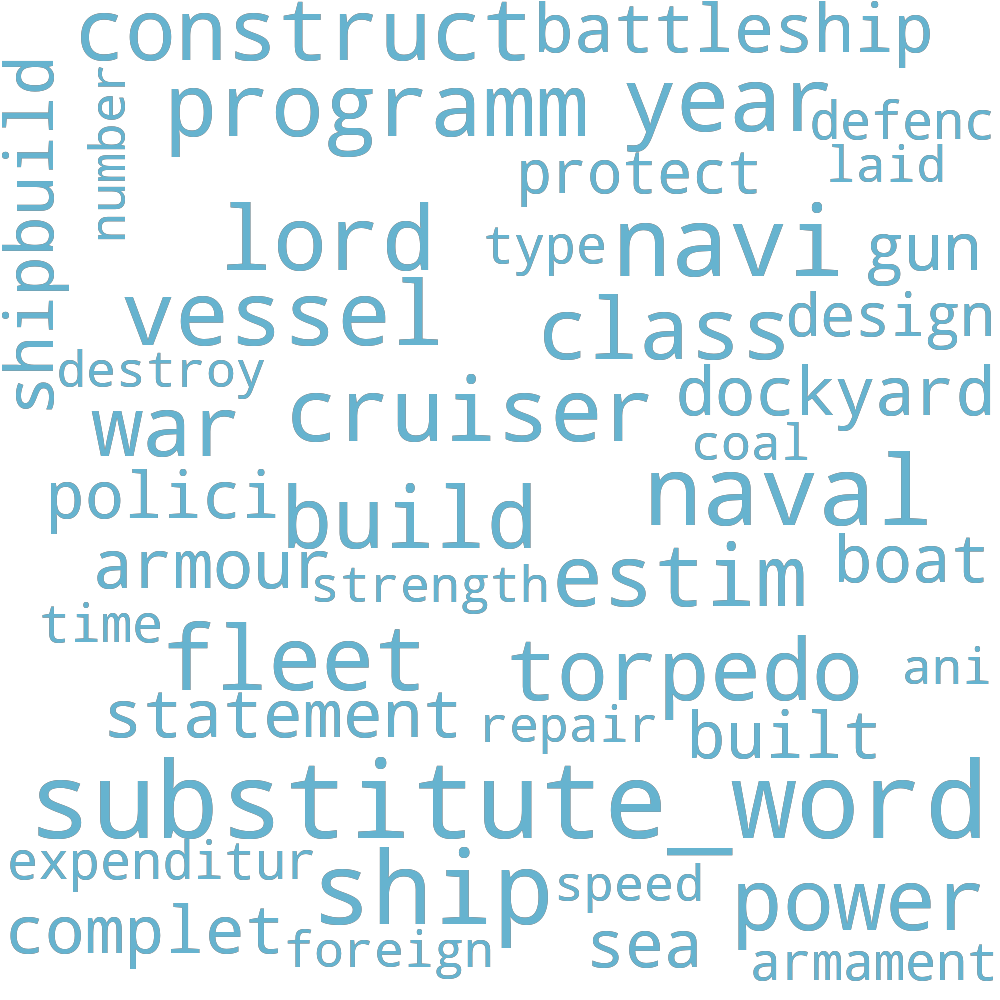 construct battleship
shipbuild
number
programm year
defenc
protect laid
lord type navi gun
vessel class design
destroy
cruiser dockyard
war
coal
polici build naval
armour strength estim boat
time
fleet torpedo ani
statement repair built
substitute_word
expenditur ship speed power
complet foreign sea armament